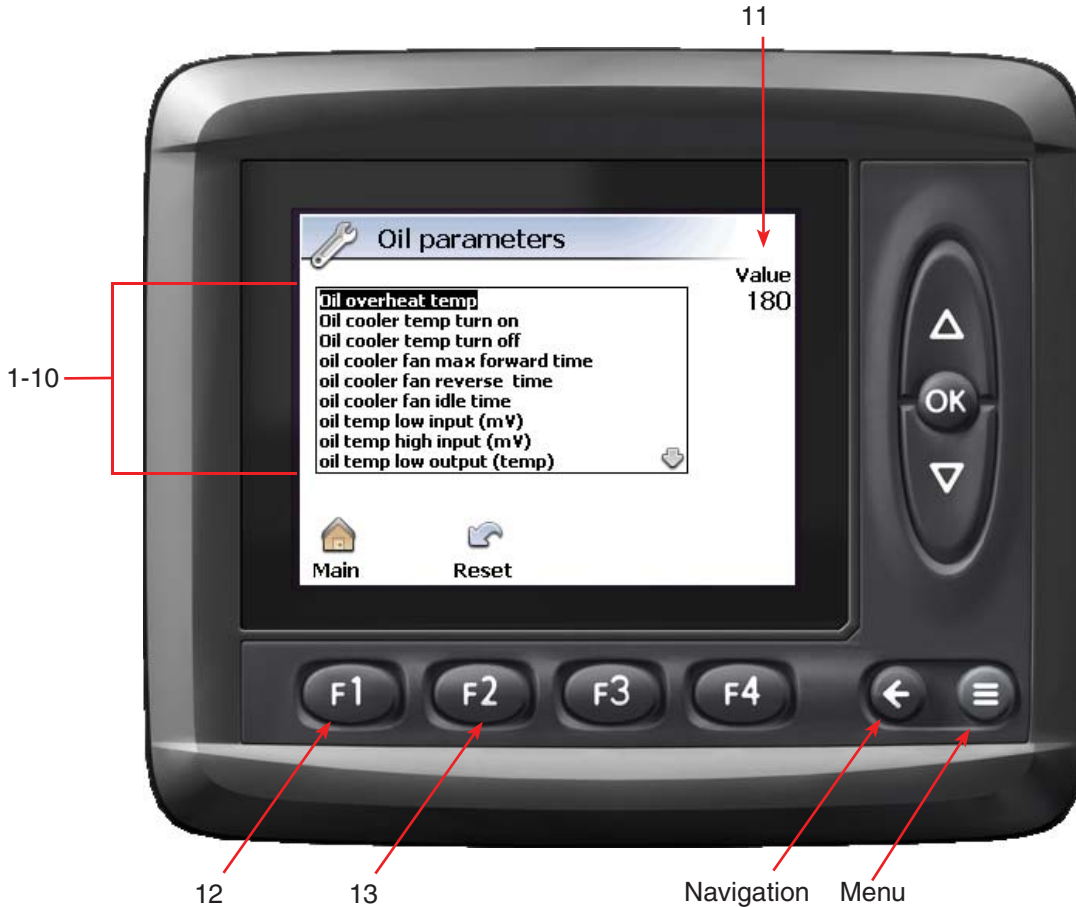 11
Oil parameters
Value
180
Oil overheat temp
Oil cooler temp turn on
Oil cooler temp turn off
oil cooler fan max forward time
oil cooler fan reverse  time
oil cooler fan idle time
oil temp low input (mV)
oil temp high input (mV)
oil temp low output (temp)
1-10
OK
Main
Reset
F1
F2
F3
F4
12
13
Navigation
Menu